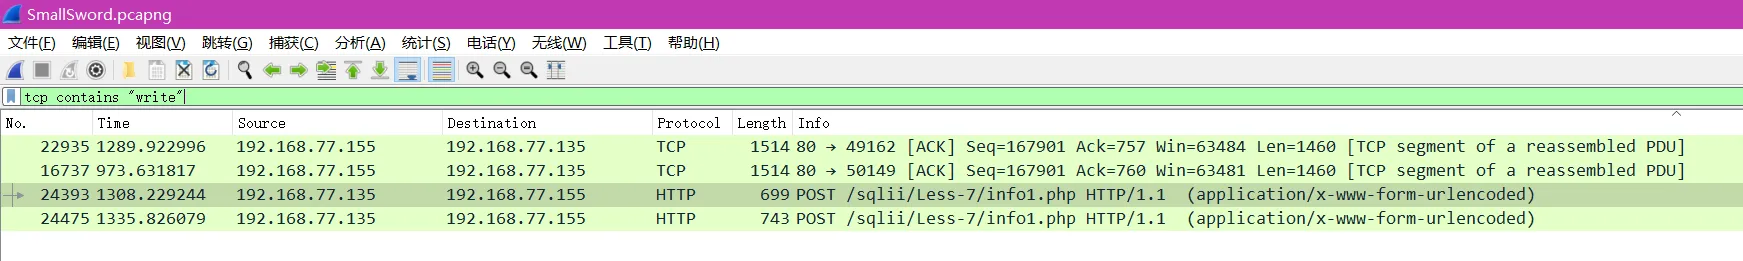 SmallSword.pcapng
文件(F) 编辑(E) 视图(V) 跳转(G) 捕获(C) 分析(A) 统计(S) 电话(Y) 无线(W) 工具(T) 帮助(H)
tcp contains "write"
No. Time Source Destination Protocol Length Info
22935 1289.922996 192.168.77.155 192.168.77.135 TCP 1514 80 → 49162 [ACK] Seq=167901 Ack=757 Win=63484 Len=1460 [TCP segment of a reassembled PDU]
16737 973.631817 192.168.77.155 192.168.77.135 TCP 1514 80 → 50149 [ACK] Seq=167901 Ack=760 Win=63481 Len=1460 [TCP segment of a reassembled PDU]
24393 1308.229244 192.168.77.135 192.168.77.155 HTTP 699 POST /sqlii/Less-7/info1.php HTTP/1.1  (application/x-www-form-urlencoded)
24475 1335.826079 192.168.77.135 192.168.77.155 HTTP 743 POST /sqlii/Less-7/info1.php HTTP/1.1  (application/x-www-form-urlencoded)